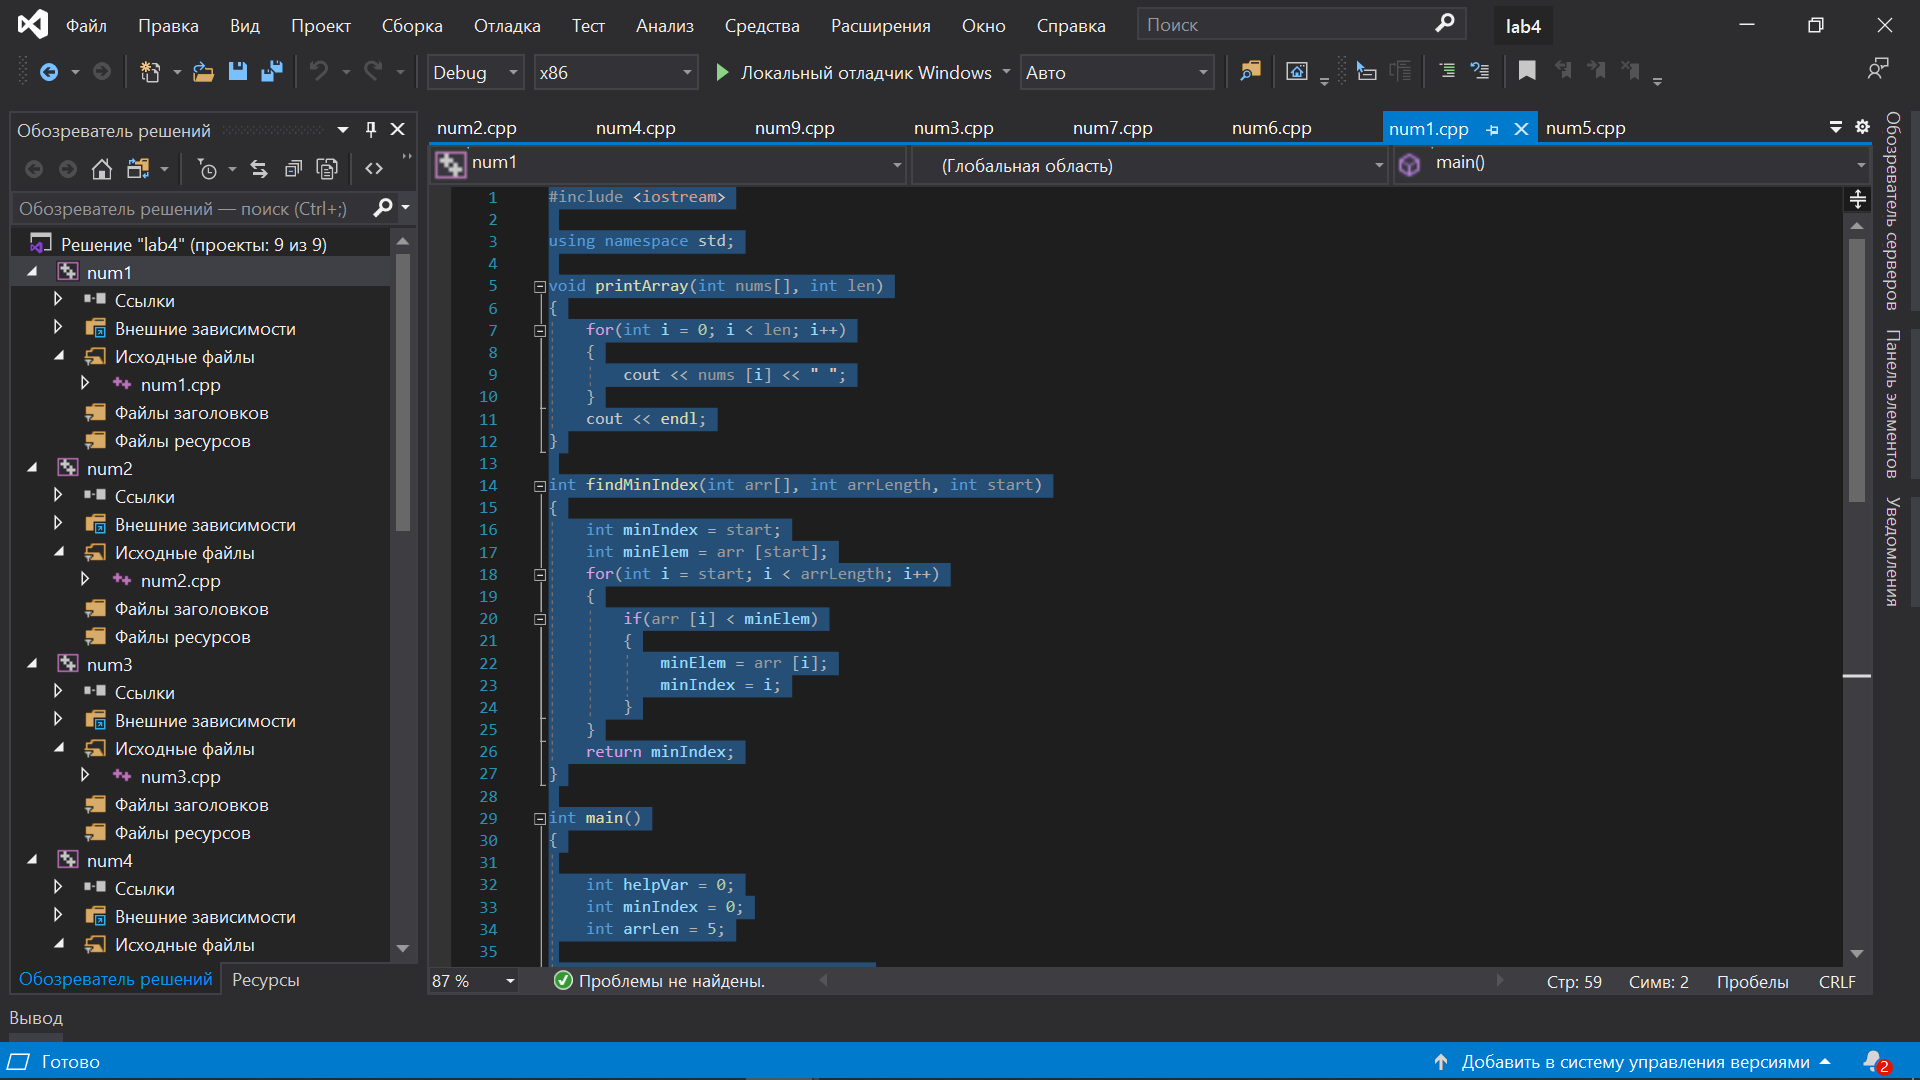 Файл Правка Вид Проект Сборка Отладка Тест Анализ Средства Расширения Окно Справка Поиск lab4
Debug x86 Локальный отладчик Windows Авто
Обозреватель решений
Обозреватель решений — поиск (Ctrl+;)
Решение "lab4" (проекты: 9 из 9)
num1
Ссылки
Внешние зависимости
Исходные файлы
num1.cpp
Файлы заголовков
Файлы ресурсов
num2
Ссылки
Внешние зависимости
Исходные файлы
num2.cpp
Файлы заголовков
Файлы ресурсов
num3
Ссылки
Внешние зависимости
Исходные файлы
num3.cpp
Файлы заголовков
Файлы ресурсов
num4
Ссылки
Внешние зависимости
Исходные файлы
Обозреватель решений Ресурсы
num2.cpp num4.cpp num9.cpp num3.cpp num7.cpp num6.cpp num1.cpp num5.cpp
num1 (Глобальная область) main()
1 #include <iostream>
2
3 using namespace std;
4
5 void printArray(int nums[], int len)
6 {
7 for(int i = 0; i < len; i++)
8 {
9 cout << nums [i] << " ";
10 }
11 cout << endl;
12 }
13
14 int findMinIndex(int arr[], int arrLength, int start)
15 {
16 int minIndex = start;
17 int minElem = arr [start];
18 for(int i = start; i < arrLength; i++)
19 {
20 if(arr [i] < minElem)
21 {
22 minElem = arr [i];
23 minIndex = i;
24 }
25 }
26 return minIndex;
27 }
28
29 int main()
30 {
31
32 int helpVar = 0;
33 int minIndex = 0;
34 int arrLen = 5;
35
87 % Проблемы не найдены. Стр: 59 Симв: 2 Пробелы CRLF
Обозреватель серверов
Панель элементов
Уведомления
Вывод
Готово Добавить в систему управления версиями 2